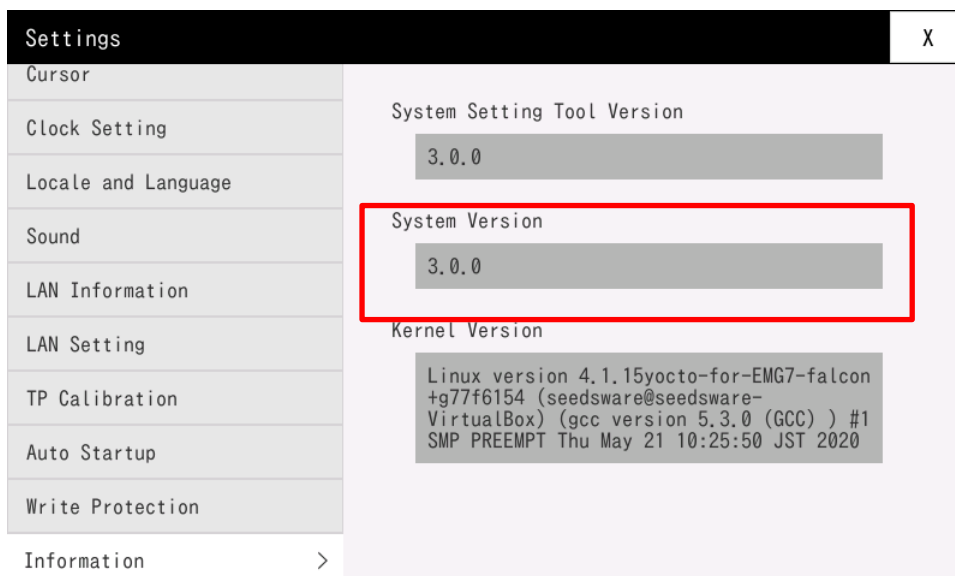 Settings
X
Cursor
Clock Setting
Locale and Language
Sound
LAN Information
LAN Setting
TP Calibration
Auto Startup
Write Protection
Information >
System Setting Tool Version
3.0.0
System Version
3.0.0
Kernel Version
Linux version 4.1.15yocto-for-EMG7-falcon
+g77f6154 (seedsware@seedsware-
VirtualBox) (gcc version 5.3.0 (GCC) ) #1
SMP PREEMPT Thu May 21 10:25:50 JST 2020